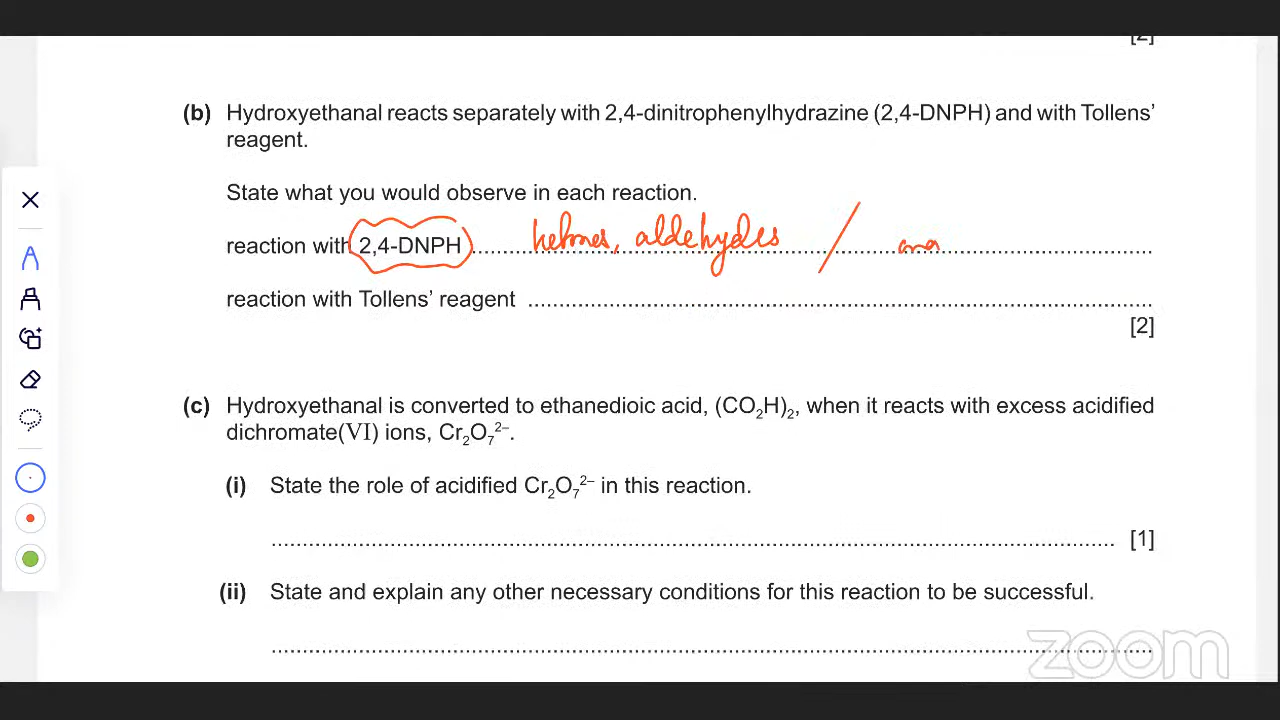 [2]
(b) Hydroxyethanal reacts separately with 2,4-dinitrophenylhydrazine (2,4-DNPH) and with Tollens'
reagent.
State what you would observe in each reaction.
reaction with 2,4-DNPH ketones, aldehydes / ora
reaction with Tollens' reagent
[2]
(c) Hydroxyethanal is converted to ethanedioic acid, (CO₂H)₂, when it reacts with excess acidified
dichromate(VI) ions, Cr₂O₇²⁻.
(i) State the role of acidified Cr₂O₇²⁻ in this reaction.
[1]
(ii) State and explain any other necessary conditions for this reaction to be successful.
zoom